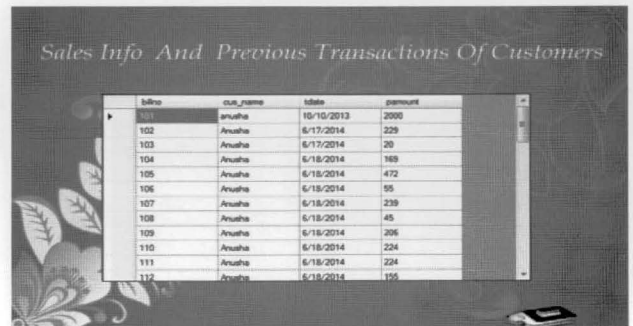 Sales Info And Previous Transactions Of Customers
billno cus_name tdate pamount
101 anusha 10/10/2013 2000
102 Anusha 6/17/2014 229
103 Anusha 6/17/2014 20
104 Anusha 6/18/2014 169
105 Anusha 6/18/2014 472
106 Anusha 6/18/2014 55
107 Anusha 6/18/2014 239
108 Anusha 6/18/2014 45
109 Anusha 6/18/2014 206
110 Anusha 6/18/2014 224
111 Anusha 6/18/2014 224
112 Anusha 6/18/2014 155